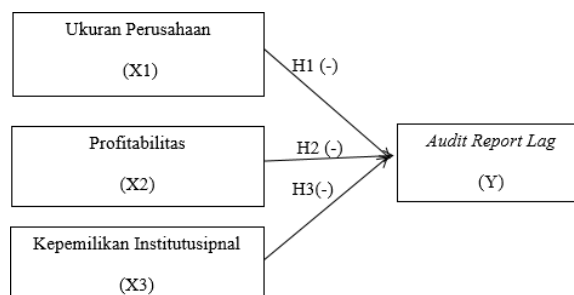 Ukuran Perusahaan
(X1)
H1 (-)
Profitabilitas
(X2)
H2 (-)
Audit Report Lag
(Y)
H3(-)
Kepemilikan Institutusipnal
(X3)